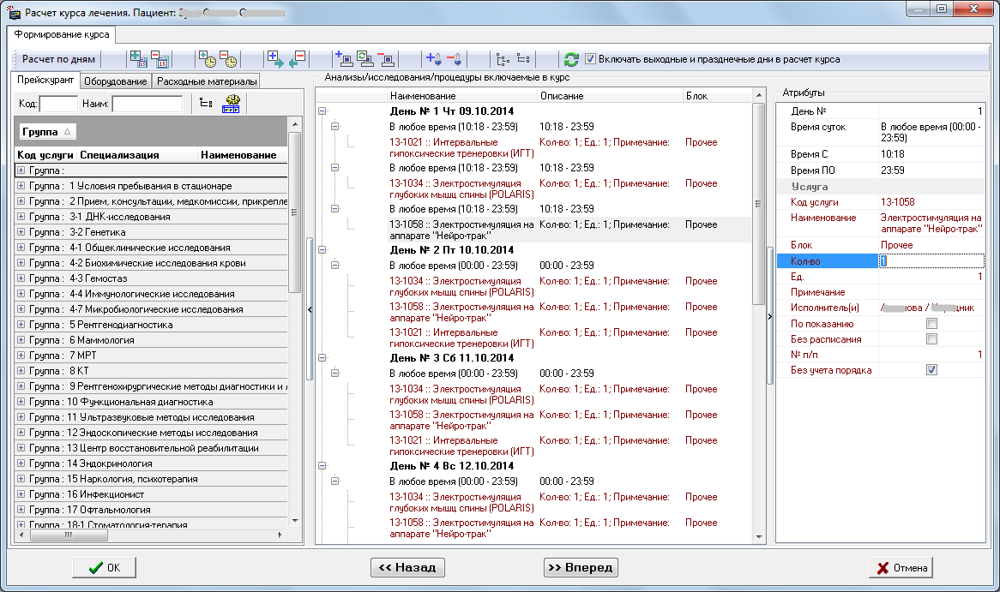 Расчет курса лечения. Пациент:
Формирование курса
Расчет по дням
Включать выходные и праздничные дни в расчет курса
Прейскурант Оборудование Расходные материалы
Код: Наим:
Группа
Код услуги Специализация Наименование
Группа :
Группа : 1 Условия пребывания в стационаре
Группа : 2 Прием, консультации, медкомиссии, прикрепле
Группа : 3-1 ДНК-исследования
Группа : 3-2 Генетика
Группа : 4-1 Общеклинические исследования
Группа : 4-2 Биохимические исследования крови
Группа : 4-3 Гемостаз
Группа : 4-4 Иммунологические исследования
Группа : 4-7 Микробиологические исследования
Группа : 5 Рентгенодиагностика
Группа : 6 Маммология
Группа : 7 МРТ
Группа : 8 КТ
Группа : 9 Рентгенохирургические методы диагностики и л
Группа : 10 Функциональная диагностика
Группа : 11 Ультразвуковые методы исследования
Группа : 12 Эндоскопические методы исследования
Группа : 13 Центр восстановительной реабилитации
Группа : 14 Эндокринология
Группа : 15 Наркология, психотерапия
Группа : 16 Инфекционист
Группа : 17 Офтальмология
Группа : 18-1 Стоматология-терапия
Анализы/исследования/процедуры включаемые в курс
Наименование Описание Блок
День № 1 Чт 09.10.2014
В любое время (10:18 - 23:59) 10:18 - 23:59
13-1021 :: Интервальные Кол-во: 1; Ед.: 1; Примечание: Прочее
гипоксические тренеровки (ИГТ)
В любое время (10:18 - 23:59) 10:18 - 23:59
13-1034 :: Электростимуляция Кол-во: 1; Ед.: 1; Примечание: Прочее
глубоких мышц спины (POLARIS)
В любое время (10:18 - 23:59) 10:18 - 23:59
13-1058 :: Электростимуляция на Кол-во: 1; Ед.: 1; Примечание: Прочее
аппарате "Нейро-трак"
День № 2 Пт 10.10.2014
В любое время (00:00 - 23:59) 00:00 - 23:59
13-1034 :: Электростимуляция Кол-во: 1; Ед.: 1; Примечание: Прочее
глубоких мышц спины (POLARIS)
13-1058 :: Электростимуляция на Кол-во: 1; Ед.: 1; Примечание: Прочее
аппарате "Нейро-трак"
13-1021 :: Интервальные Кол-во: 1; Ед.: 1; Примечание: Прочее
гипоксические тренеровки (ИГТ)
День № 3 Сб 11.10.2014
В любое время (00:00 - 23:59) 00:00 - 23:59
13-1034 :: Электростимуляция Кол-во: 1; Ед.: 1; Примечание: Прочее
глубоких мышц спины (POLARIS)
13-1058 :: Электростимуляция на Кол-во: 1; Ед.: 1; Примечание: Прочее
аппарате "Нейро-трак"
13-1021 :: Интервальные Кол-во: 1; Ед.: 1; Примечание: Прочее
гипоксические тренеровки (ИГТ)
День № 4 Вс 12.10.2014
В любое время (00:00 - 23:59) 00:00 - 23:59
13-1034 :: Электростимуляция Кол-во: 1; Ед.: 1; Примечание: Прочее
глубоких мышц спины (POLARIS)
13-1058 :: Электростимуляция на Кол-во: 1; Ед.: 1; Примечание: Прочее
аппарате "Нейро-трак"
Атрибуты
День № 1
Время суток В любое время (00:00 -
23:59)
Время С 10:18
Время ПО 23:59
Услуга
Код услуги 13-1058
Наименование Электростимуляция на
аппарате "Нейро-трак"
Блок Прочее
Кол-во 1
Ед. 1
Примечание
Исполнитель(и)
По показанию
Без расписания
№ п/п 1
Без учета порядка
OK
<< Назад
>> Вперед
Отмена